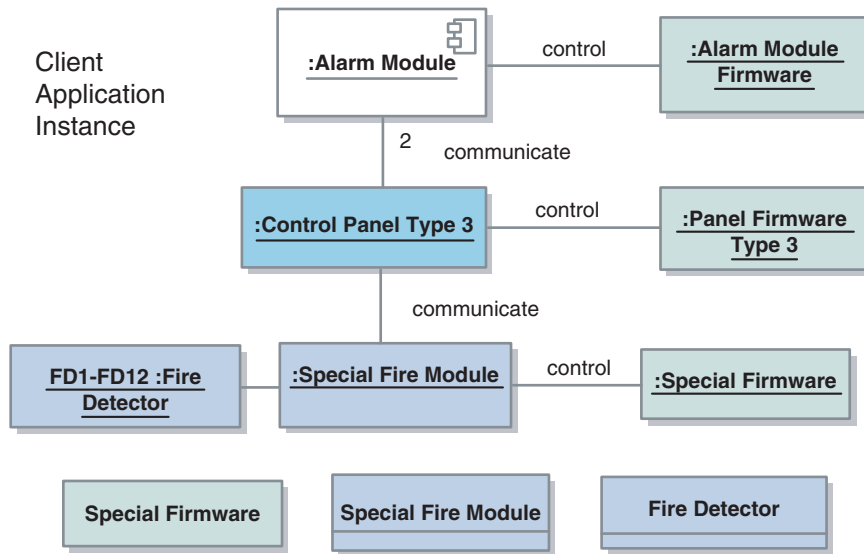 Client
Application
Instance
:Alarm Module
control
:Alarm Module
Firmware
2
communicate
:Control Panel Type 3
control
:Panel Firmware
Type 3
communicate
FD1-FD12 :Fire
Detector
:Special Fire Module
control
:Special Firmware
Special Firmware
Special Fire Module
Fire Detector